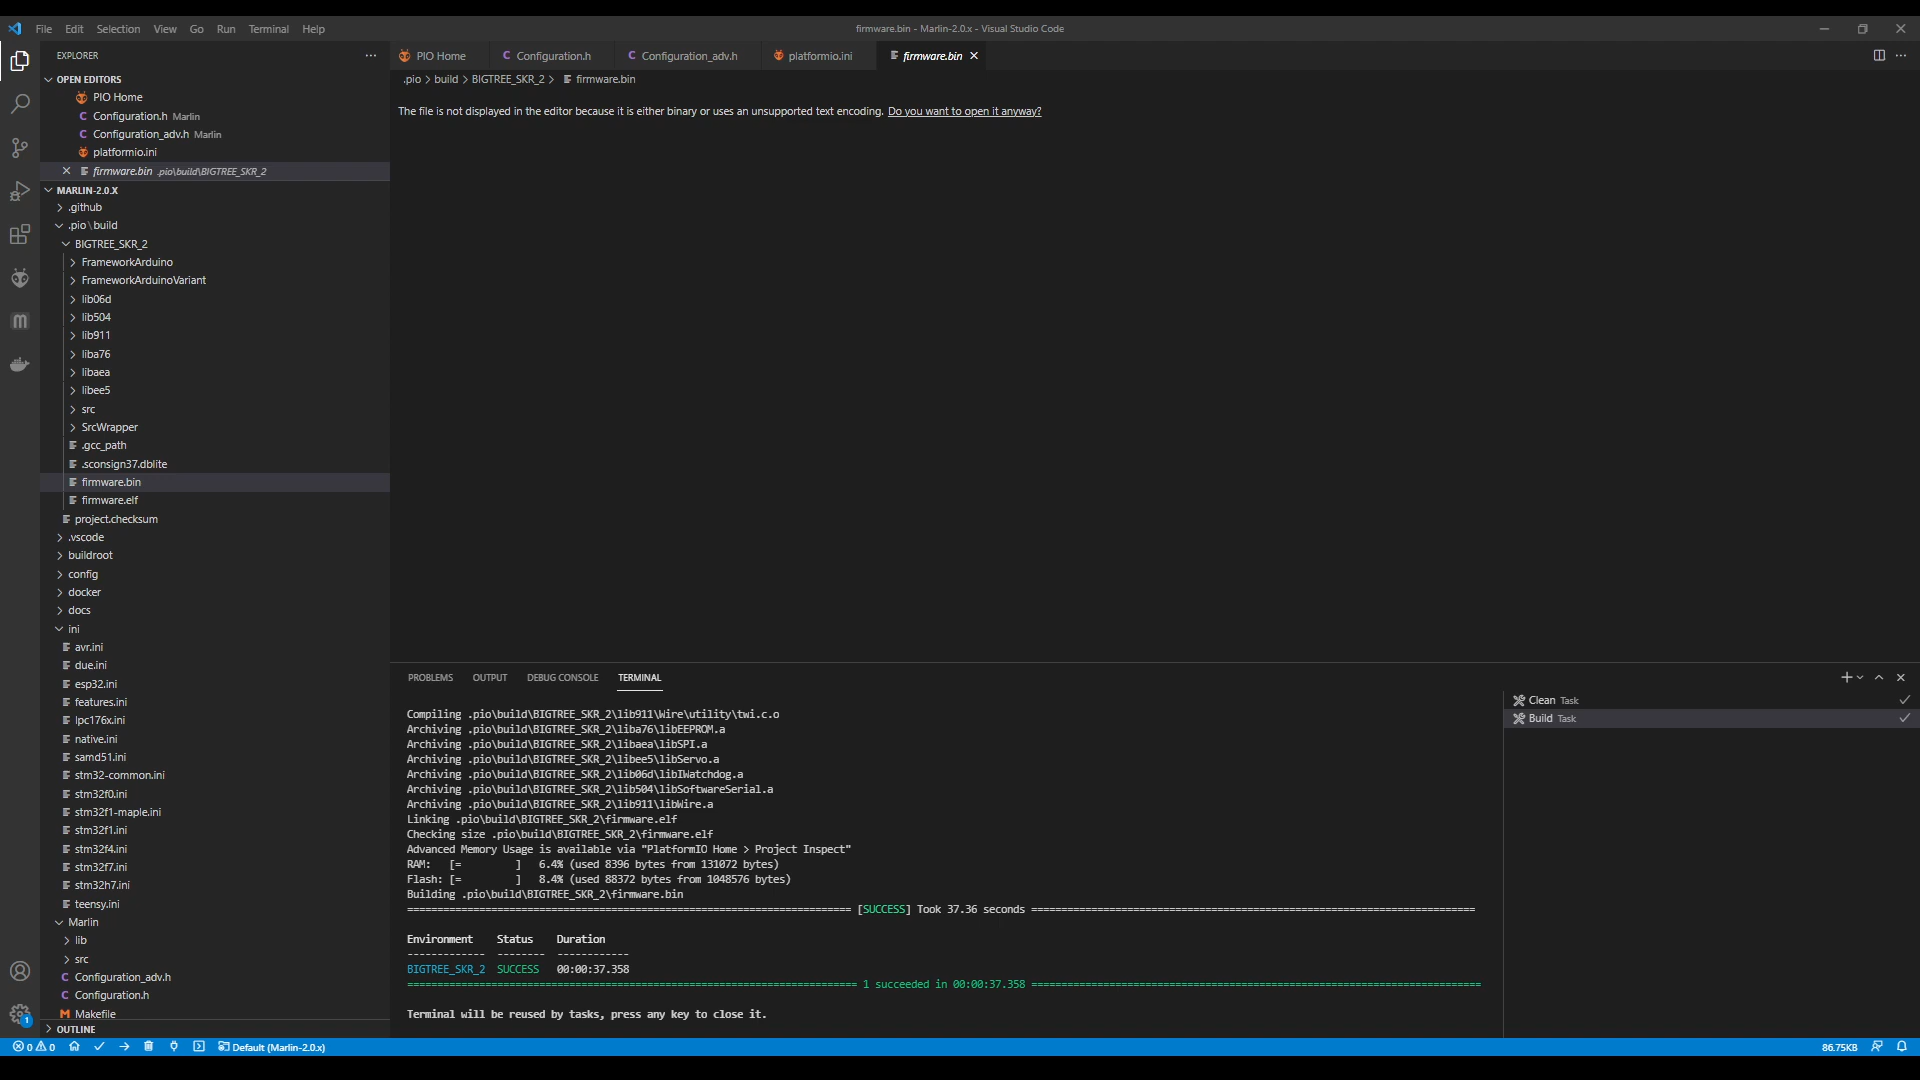 File Edit Selection View Go Run Terminal Help
firmware.bin - Marlin-2.0.x - Visual Studio Code
EXPLORER
OPEN EDITORS
PIO Home
Configuration.h Marlin
Configuration_adv.h Marlin
platformio.ini
firmware.bin .pio\build\BIGTREE_SKR_2
MARLIN-2.0.X
.github
.pio\build
BIGTREE_SKR_2
FrameworkArduino
FrameworkArduinoVariant
lib06d
lib504
lib911
liba76
libaea
libee5
src
SrcWrapper
.gcc_path
.sconsign37.dblite
firmware.bin
firmware.elf
project.checksum
.vscode
buildroot
config
docker
docs
ini
avr.ini
due.ini
esp32.ini
features.ini
lpc176x.ini
native.ini
samd51.ini
stm32-common.ini
stm32f0.ini
stm32f1-maple.ini
stm32f1.ini
stm32f4.ini
stm32f7.ini
stm32h7.ini
teensy.ini
Marlin
lib
src
Configuration_adv.h
Configuration.h
Makefile
OUTLINE
PIO Home Configuration.h Configuration_adv.h platformio.ini firmware.bin
.pio > build > BIGTREE_SKR_2 > firmware.bin
The file is not displayed in the editor because it is either binary or uses an unsupported text encoding. Do you want to open it anyway?
PROBLEMS OUTPUT DEBUG CONSOLE TERMINAL
Compiling .pio\build\BIGTREE_SKR_2\lib911\Wire\utility\twi.c.o
Archiving .pio\build\BIGTREE_SKR_2\liba76\libEEPROM.a
Archiving .pio\build\BIGTREE_SKR_2\libaea\libSPI.a
Archiving .pio\build\BIGTREE_SKR_2\libee5\libServo.a
Archiving .pio\build\BIGTREE_SKR_2\lib06d\libIWatchdog.a
Archiving .pio\build\BIGTREE_SKR_2\lib504\libSoftwareSerial.a
Archiving .pio\build\BIGTREE_SKR_2\lib911\libWire.a
Linking .pio\build\BIGTREE_SKR_2\firmware.elf
Checking size .pio\build\BIGTREE_SKR_2\firmware.elf
Advanced Memory Usage is available via "PlatformIO Home > Project Inspect"
RAM: [= ] 6.4% (used 8396 bytes from 131072 bytes)
Flash: [= ] 8.4% (used 88372 bytes from 1048576 bytes)
Building .pio\build\BIGTREE_SKR_2\firmware.bin
[SUCCESS] Took 37.36 seconds
Environment Status Duration
BIGTREE_SKR_2 SUCCESS 00:00:37.358
1 succeeded in 00:00:37.358
Terminal will be reused by tasks, press any key to close it.
Clean Task
Build Task
1
0 0 Default (Marlin-2.0.x)
86.75KB